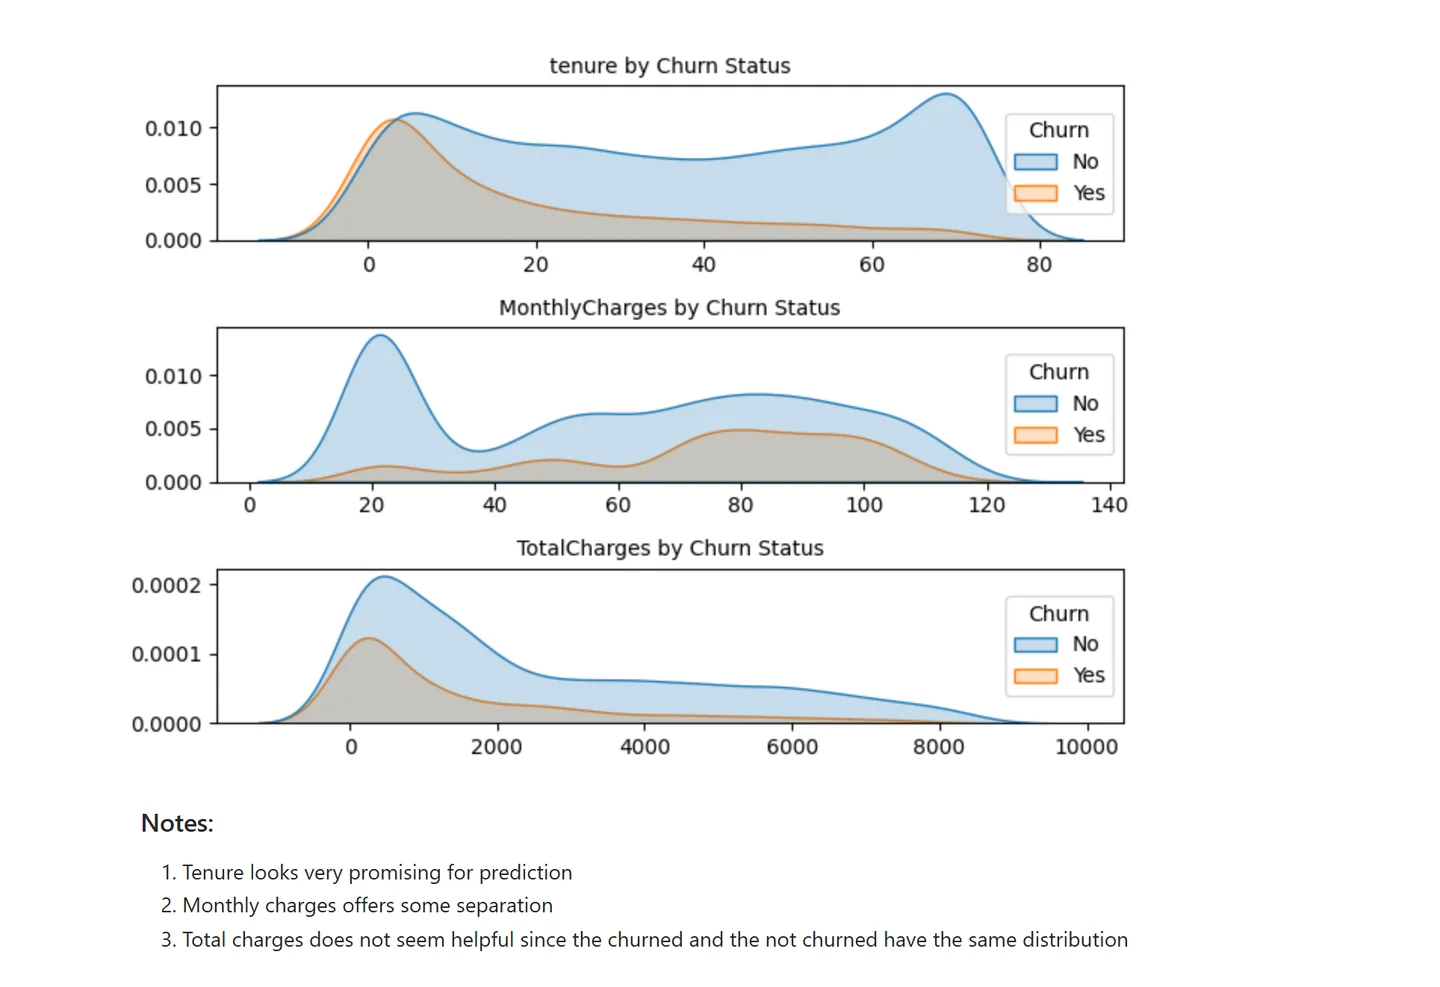 tenure by Churn Status
0.010
0.005
0.000
0 20 40 60 80
Churn
No
Yes
MonthlyCharges by Churn Status
0.010
0.005
0.000
0 20 40 60 80 100 120 140
Churn
No
Yes
TotalCharges by Churn Status
0.0002
0.0001
0.0000
0 2000 4000 6000 8000 10000
Churn
No
Yes
Notes:
1. Tenure looks very promising for prediction
2. Monthly charges offers some separation
3. Total charges does not seem helpful since the churned and the not churned have the same distribution